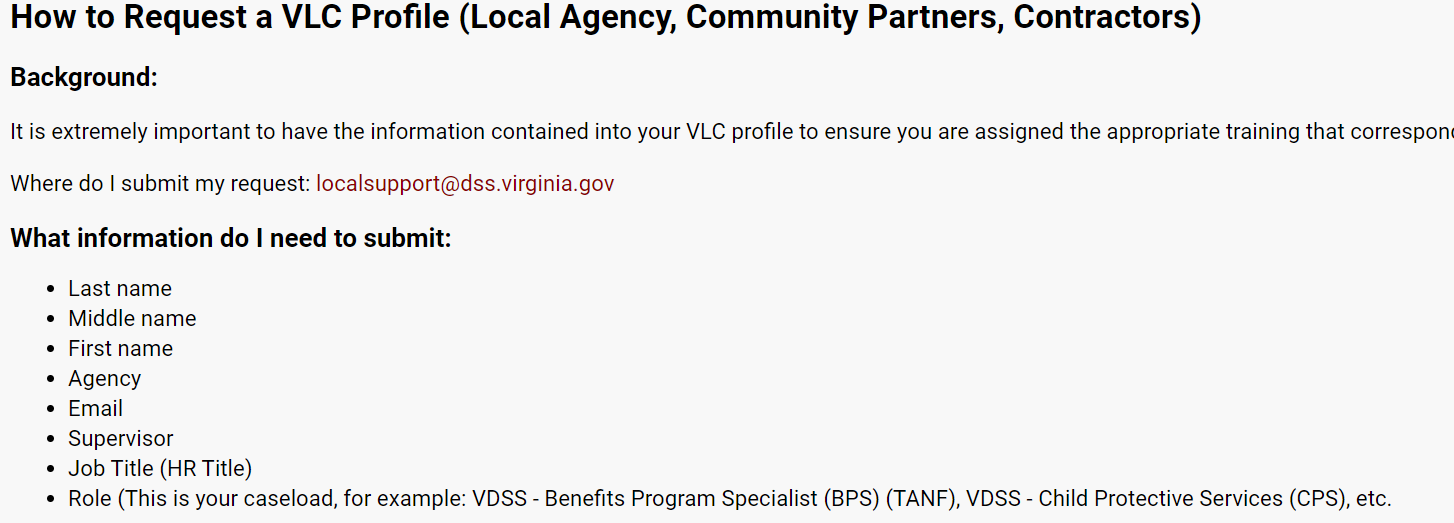 How to Request a VLC Profile (Local Agency, Community Partners, Contractors)
Background:
It is extremely important to have the information contained into your VLC profile to ensure you are assigned the appropriate training that
Where do I submit my request: localsupport@dss.virginia.gov
What information do I need to submit:
• Last name
• Middle name
• First name
• Agency
• Email
• Supervisor
• Job Title (HR Title)
• Role (This is your caseload, for example: VDSS - Benefits Program Specialist (BPS) (TANF), VDSS - Child Protective Services (CPS), etc.